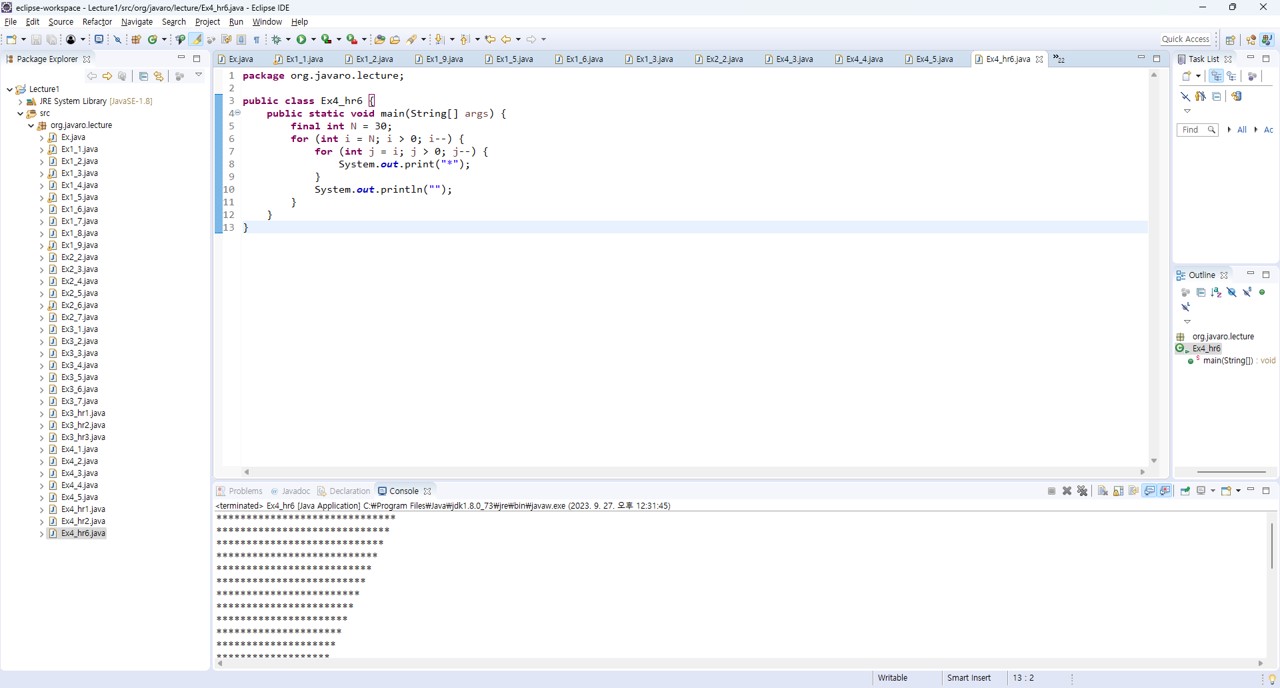 eclipse-workspace - Lecture1/src/org/javaro/lecture/Ex4_hr6.java - Eclipse IDE
File Edit Source Refactor Navigate Search Project Run Window Help
Quick Access
Package Explorer
Lecture1
JRE System Library [JavaSE-1.8]
src
org.javaro.lecture
Ex.java
Ex1_1.java
Ex1_2.java
Ex1_3.java
Ex1_4.java
Ex1_5.java
Ex1_6.java
Ex1_7.java
Ex1_8.java
Ex1_9.java
Ex2_2.java
Ex2_3.java
Ex2_4.java
Ex2_5.java
Ex2_6.java
Ex2_7.java
Ex3_1.java
Ex3_2.java
Ex3_3.java
Ex3_4.java
Ex3_5.java
Ex3_6.java
Ex3_7.java
Ex3_hr1.java
Ex3_hr2.java
Ex3_hr3.java
Ex4_1.java
Ex4_2.java
Ex4_3.java
Ex4_4.java
Ex4_5.java
Ex4_hr1.java
Ex4_hr2.java
Ex4_hr6.java
Ex.java Ex1_1.java Ex1_2.java Ex1_9.java Ex1_5.java Ex1_6.java Ex1_3.java Ex2_2.java Ex4_3.java Ex4_4.java Ex4_5.java Ex4_hr6.java »22
1 package org.javaro.lecture;
2
3 public class Ex4_hr6 {
4 public static void main(String[] args) {
5 final int N = 30;
6 for (int i = N; i > 0; i--) {
7 for (int j = i; j > 0; j--) {
8 System.out.print("*");
9 }
10 System.out.println("");
11 }
12 }
13 }
Problems Javadoc Declaration Console
<terminated> Ex4_hr6 [Java Application] C:₩Program Files₩Java₩jdk1.8.0_73₩jre₩bin₩javaw.exe (2023. 9. 27. 오후 12:31:45)
******************************
*****************************
****************************
***************************
**************************
*************************
************************
***********************
**********************
*********************
********************
*******************
Task List
Find All Ac
Outline
org.javaro.lecture
Ex4_hr6
main(String[]) : void
Writable Smart Insert 13 : 2